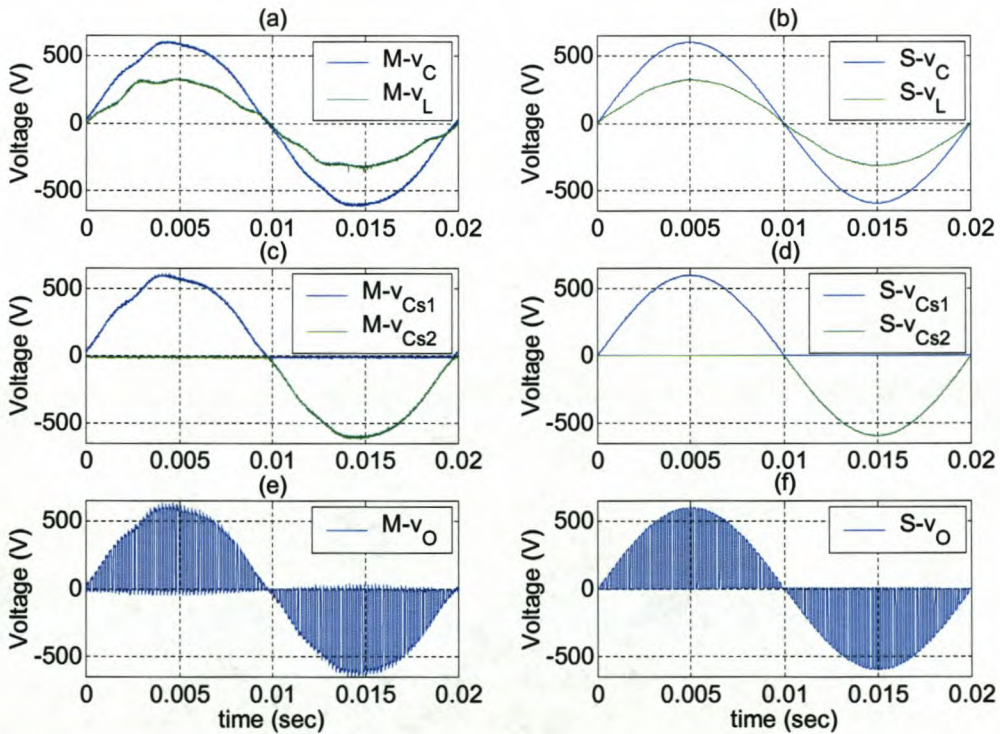 (a)
Voltage (V)
500
0
-500
M-vC
M-vL
0 0.005 0.01 0.015 0.02
(b)
Voltage (V)
500
0
-500
S-vC
S-vL
0 0.005 0.01 0.015 0.02
(c)
Voltage (V)
500
0
-500
M-vCs1
M-vCs2
0 0.005 0.01 0.015 0.02
(d)
Voltage (V)
500
0
-500
S-vCs1
S-vCs2
0 0.005 0.01 0.015 0.02
(e)
Voltage (V)
500
0
-500
M-vO
0 0.005 0.01 0.015 0.02
time (sec)
(f)
Voltage (V)
500
0
-500
S-vO
0 0.005 0.01 0.015 0.02
time (sec)